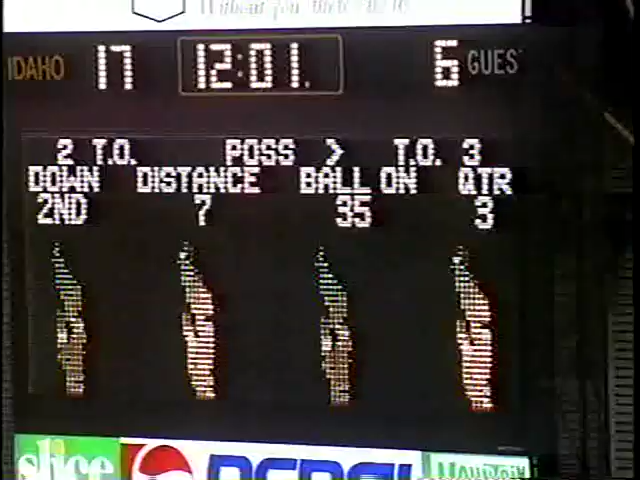 IDAHO 17 12:01. 6 GUES
2 T.O. POSS > T.O. 3
DOWN DISTANCE BALL ON QTR
2ND 7 35 3
slice PEPSI MOUNTAIN